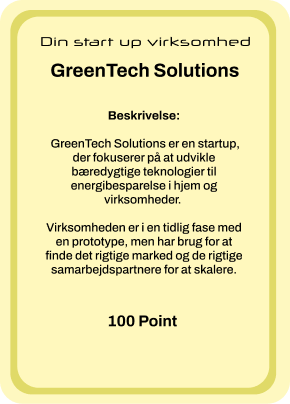 Din start up virksomhed
GreenTech Solutions
Beskrivelse:
GreenTech Solutions er en startup,
der fokuserer på at udvikle
bæredygtige teknologier til
energibesparelse i hjem og
virksomheder.
Virksomheden er i en tidlig fase med
en prototype, men har brug for at
finde det rigtige marked og de rigtige
samarbejdspartnere for at skalere.
100 Point